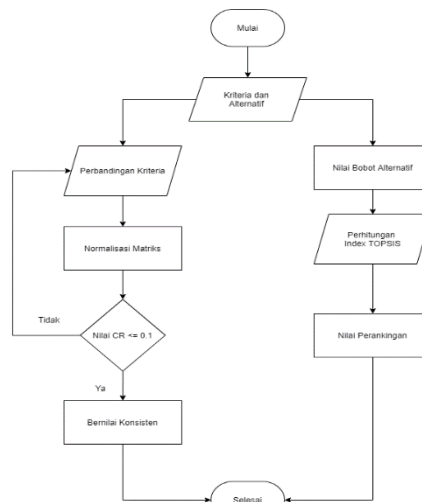 Mulai
Kriteria dan
Alternatif
Perbandingan Kriteria
Nilai Bobot Alternatif
Normalisasi Matriks
Perhitungan
Index TOPSIS
Tidak
Nilai CR <= 0.1
Nilai Perankingan
Ya
Bernilai Konsisten
Selesai